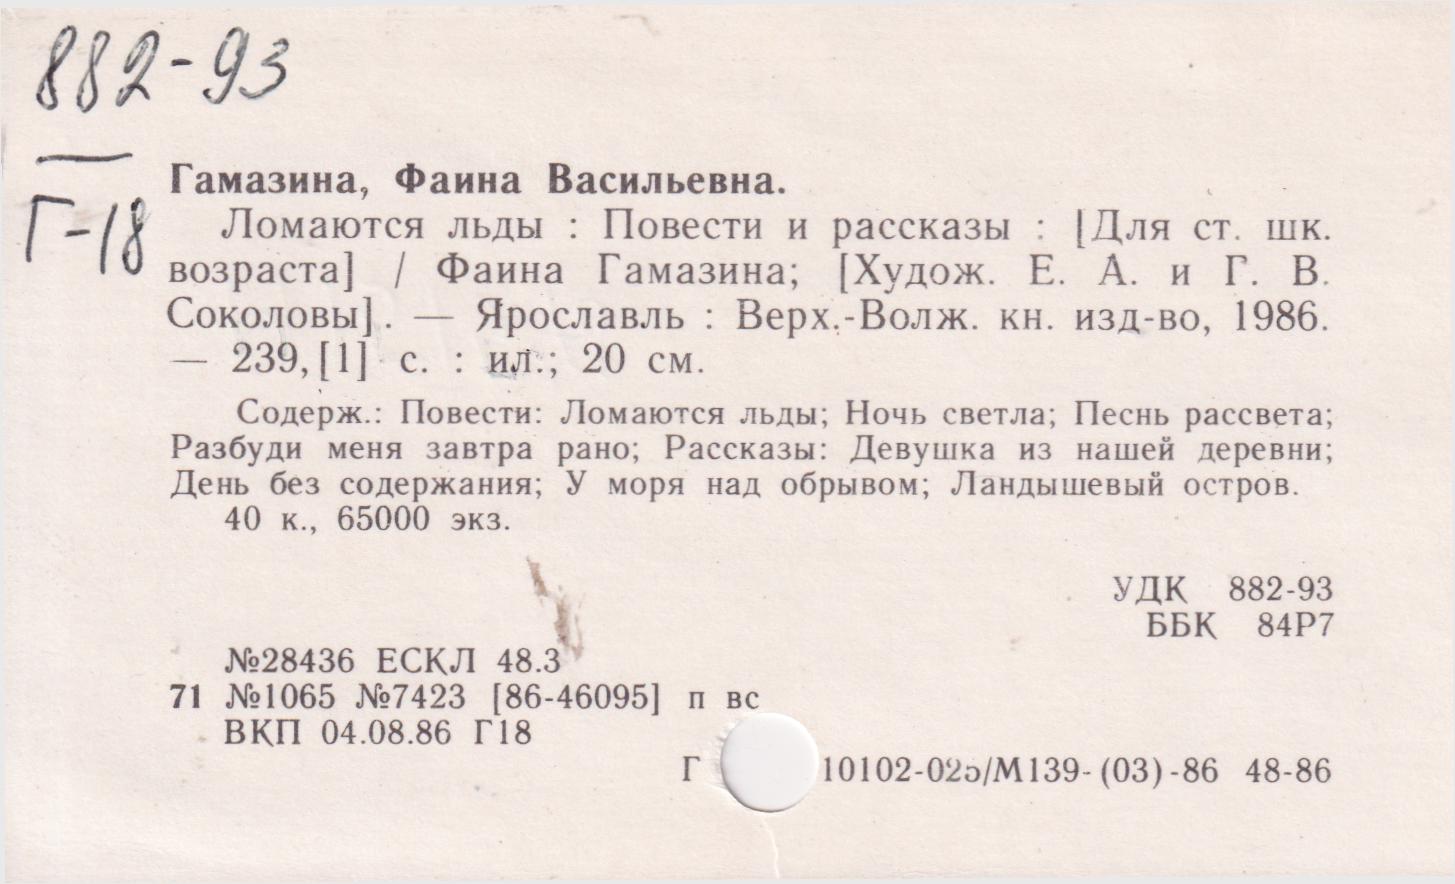 882-93
Г-18
Гамазина, Фаина Васильевна.
Ломаются льды : Повести и рассказы : [Для ст. шк.
возраста] / Фаина Гамазина; [Худож. Е. А. и Г. В.
Соколовы]. — Ярославль : Верх.-Волж. кн. изд-во, 1986.
— 239, [1] с. : ил.; 20 см.
Содерж.: Повести: Ломаются льды; Ночь светла; Песнь рассвета;
Разбуди меня завтра рано; Рассказы: Девушка из нашей деревни;
День без содержания; У моря над обрывом; Ландышевый остров.
40 к., 65000 экз.
УДК 882-93
ББК 84Р7
№28436 ЕСКЛ 48.3
71 №1065 №7423 [86-46095] п вс
ВКП 04.08.86 Г18
Г 10102-025/М139-(03)-86 48-86